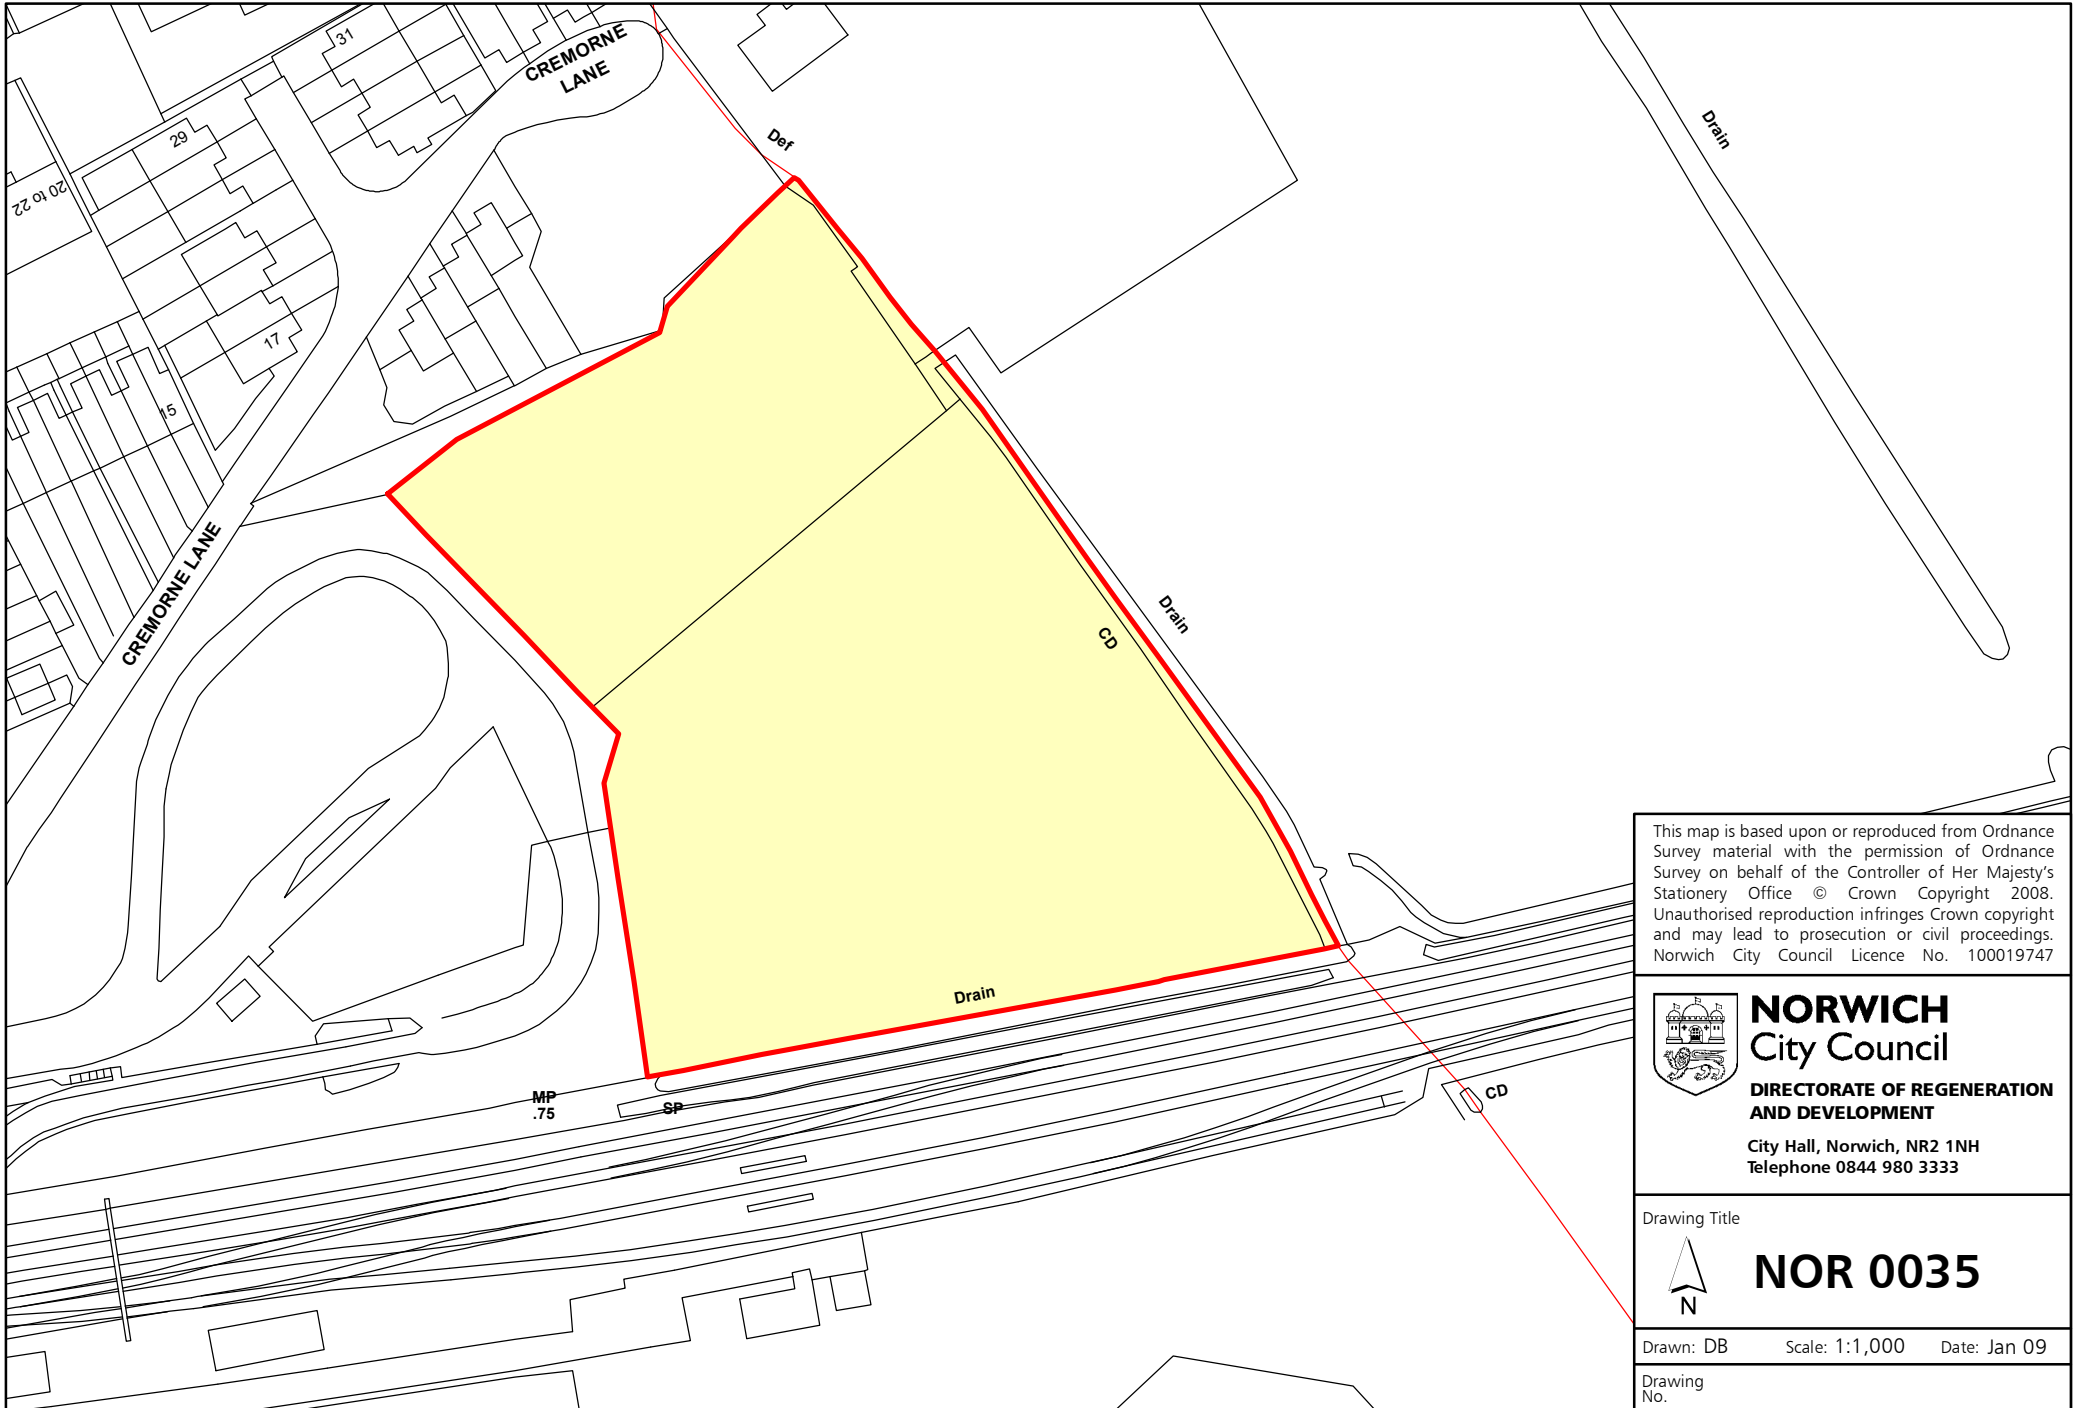 CREMORNE
LANE
31
29
20 to 22
17
15
Def
Drain
CREMORNE LANE
Drain
CD
Drain
MP
.75
SP
CD
This map is based upon or reproduced from Ordnance
Survey material with the permission of Ordnance
Survey on behalf of the Controller of Her Majesty’s
Stationery Office © Crown Copyright 2008.
Unauthorised reproduction infringes Crown copyright
and may lead to prosecution or civil proceedings.
Norwich City Council Licence No. 100019747
NORWICH
City Council
DIRECTORATE OF REGENERATION
AND DEVELOPMENT
City Hall, Norwich, NR2 1NH
Telephone 0844 980 3333
Drawing Title
NOR 0035
N
Drawn: DB Scale: 1:1,000 Date: Jan 09
Drawing
No.